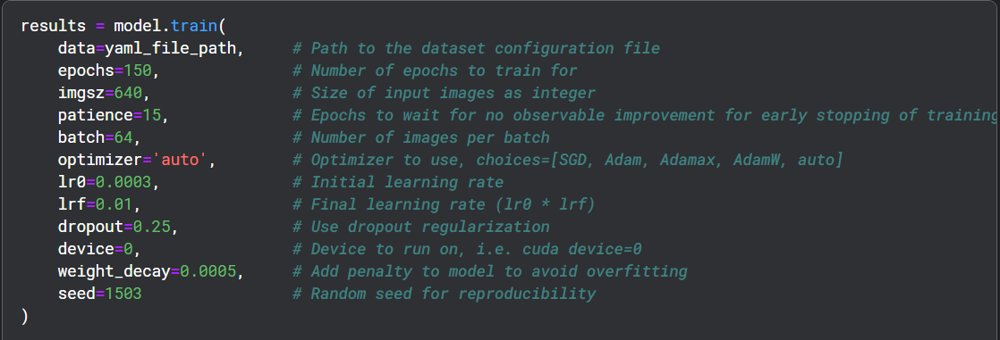 results = model.train(
    data=yaml_file_path,      # Path to the dataset configuration file
    epochs=150,               # Number of epochs to train for
    imgsz=640,                # Size of input images as integer
    patience=15,              # Epochs to wait for no observable improvement for early stopping of training
    batch=64,                 # Number of images per batch
    optimizer='auto',         # Optimizer to use, choices=[SGD, Adam, Adamax, AdamW, auto]
    lr0=0.0003,               # Initial learning rate
    lrf=0.01,                 # Final learning rate (lr0 * lrf)
    dropout=0.25,             # Use dropout regularization
    device=0,                 # Device to run on, i.e. cuda device=0
    weight_decay=0.0005,      # Add penalty to model to avoid overfitting
    seed=1503                 # Random seed for reproducibility
)